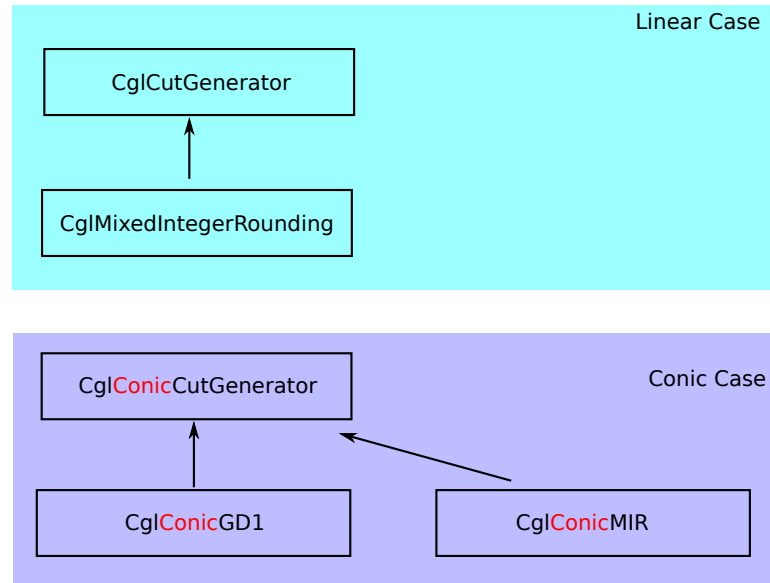 Linear Case
CglCutGenerator
CglMixedIntegerRounding
Conic Case
CglConicCutGenerator
CglConicGD1
CglConicMIR